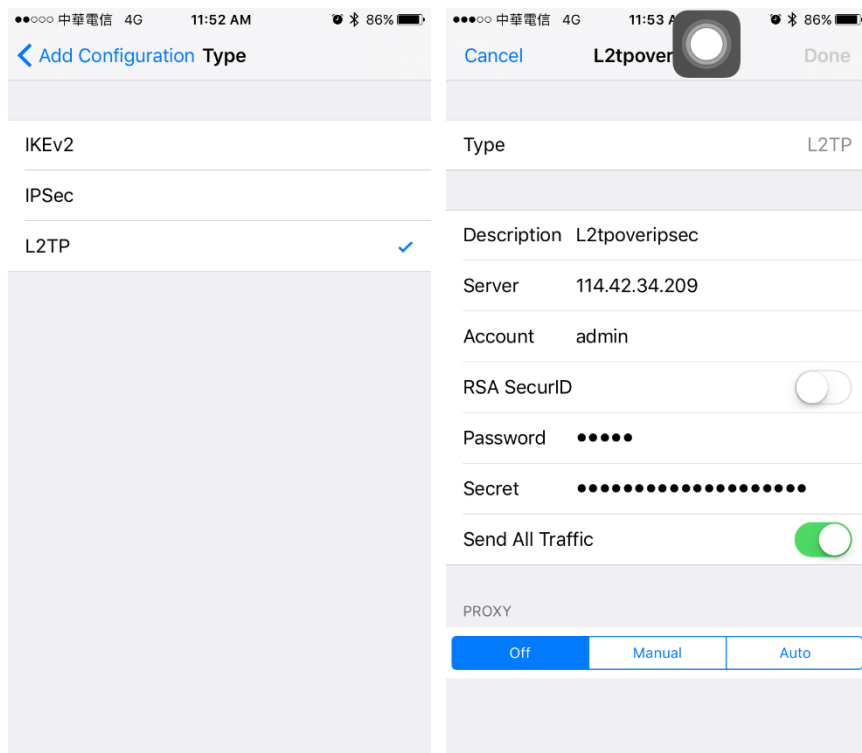 中華電信 4G 11:52 AM 86%
Add Configuration Type
IKEv2
IPSec
L2TP
中華電信 4G 11:53 86%
Cancel L2tpover Done
Type L2TP
Description L2tpoveripsec
Server 114.42.34.209
Account admin
RSA SecurID
Password •••••
Secret ••••••••••••••••••••
Send All Traffic
PROXY
Off Manual Auto